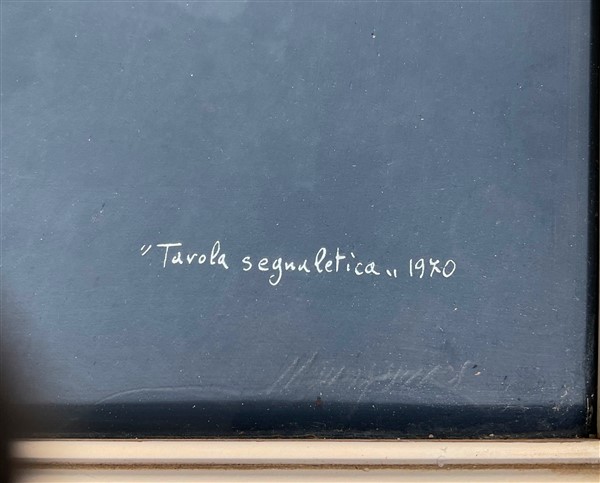 "Tavola segnaletica„ 1970